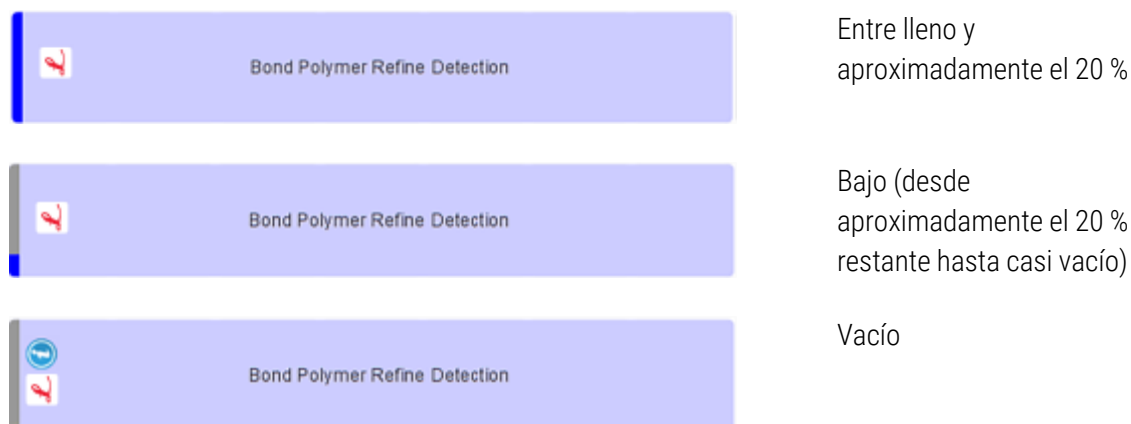 Bond Polymer Refine Detection
Entre lleno y
aproximadamente el 20 %
Bond Polymer Refine Detection
Bajo (desde
aproximadamente el 20 %
restante hasta casi vacío)
Bond Polymer Refine Detection
Vacío